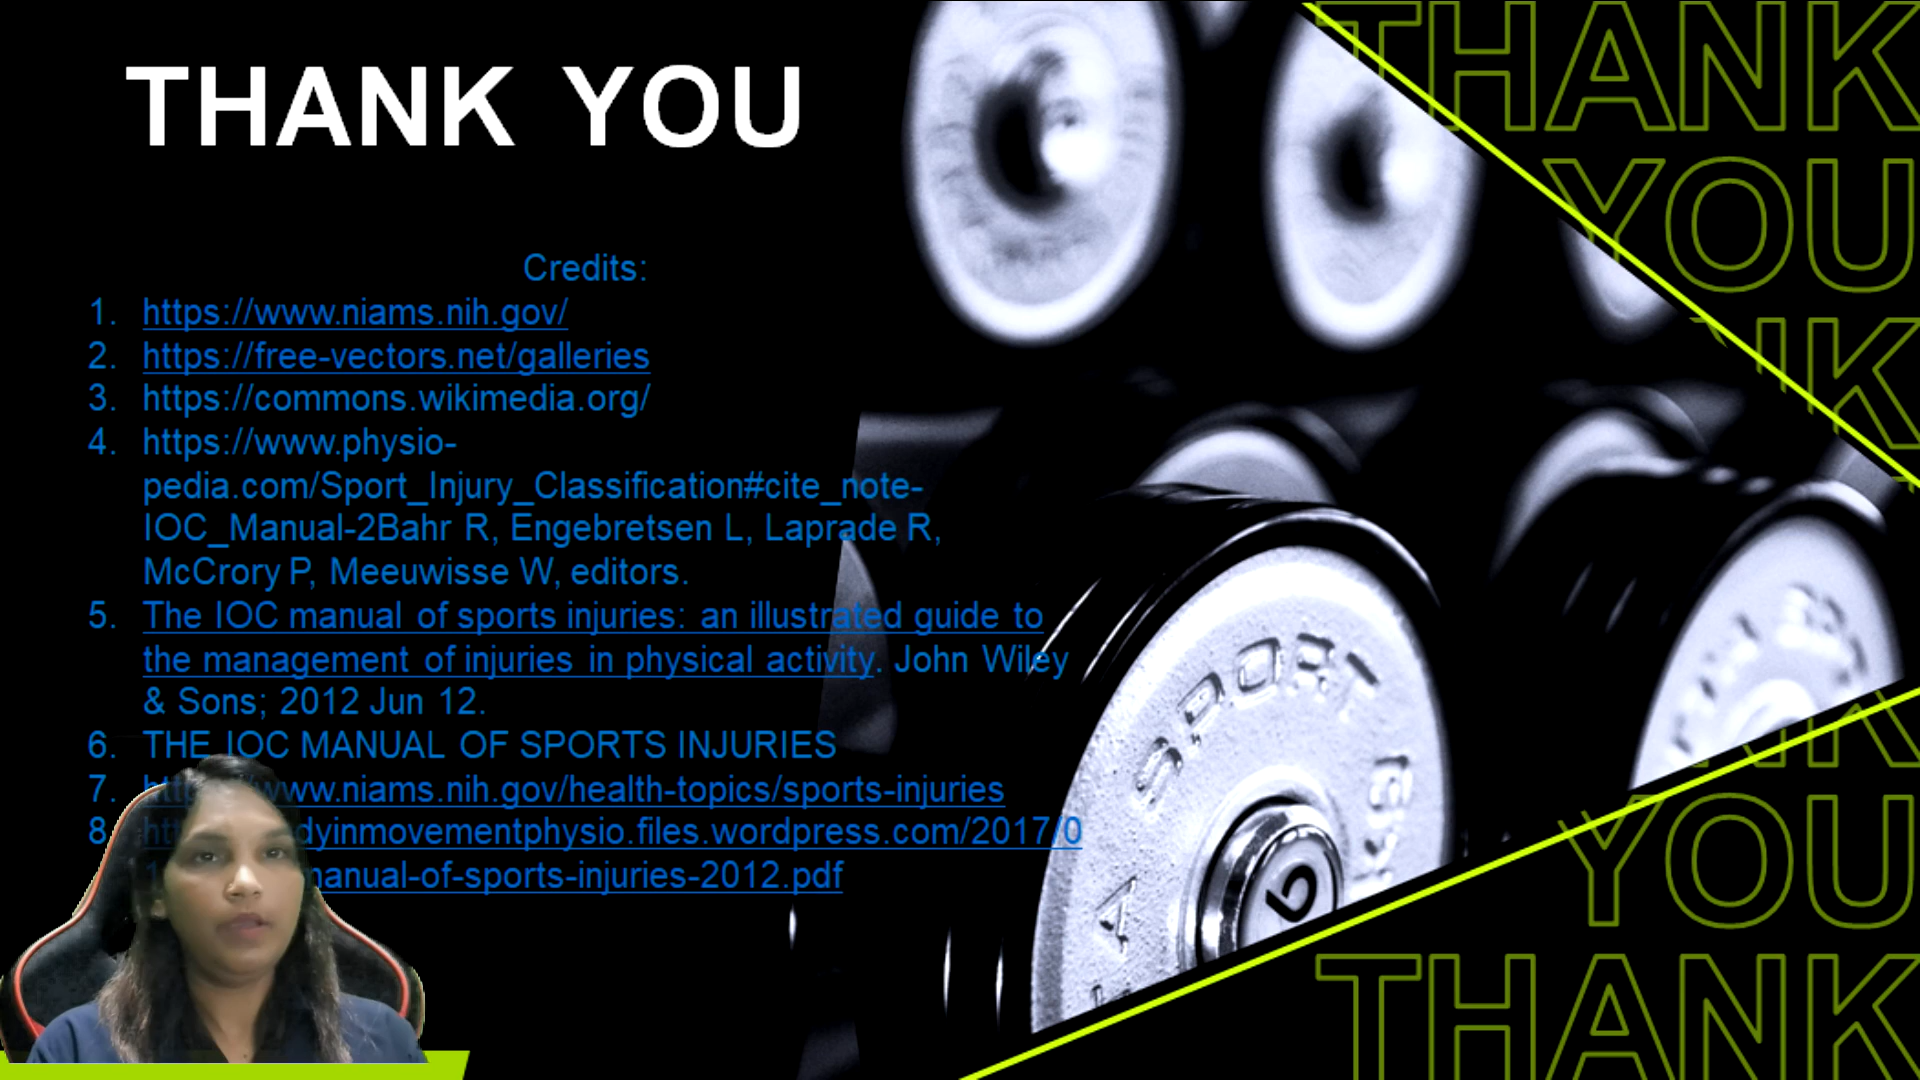 THANK YOU
Credits:
1. https://www.niams.nih.gov/
2. https://free-vectors.net/galleries
3. https://commons.wikimedia.org/
4. https://www.physio-
pedia.com/Sport_Injury_Classification#cite_note-
IOC_Manual-2Bahr R, Engebretsen L, Laprade R,
McCrory P, Meeuwisse W, editors.
5. The IOC manual of sports injuries: an illustrated guide to
the management of injuries in physical activity. John Wiley
& Sons; 2012 Jun 12.
6. THE IOC MANUAL OF SPORTS INJURIES
7. www.niams.nih.gov/health-topics/sports-injuries
8. dyinmovementphysio.files.wordpress.com/2017/0
manual-of-sports-injuries-2012.pdf
SPORT
6
THANK
YOU
NK
NK
YOU
THANK